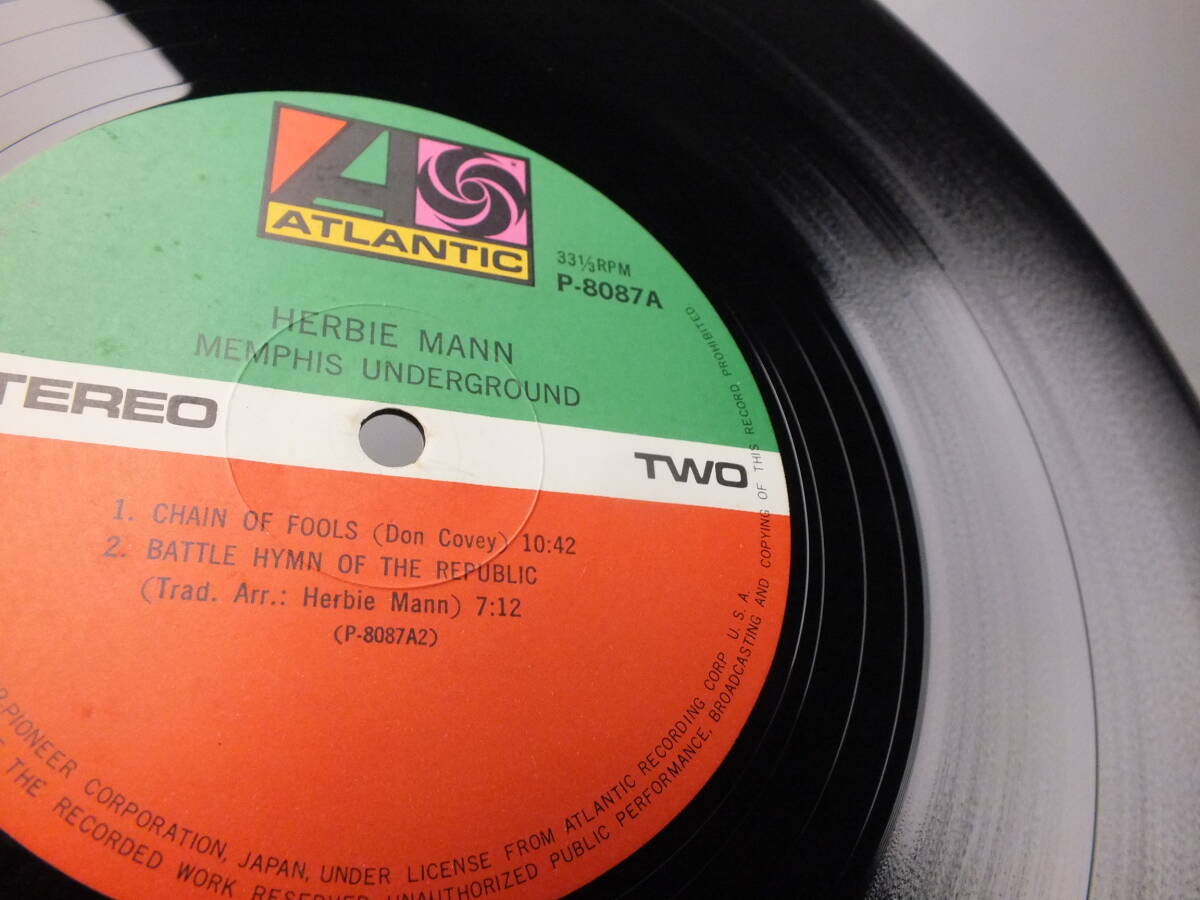 ATLANTIC
33⅓RPM
P-8087A
HERBIE MANN
MEMPHIS UNDERGROUND
TEREO
TWO
1. CHAIN OF FOOLS (Don Covey) 10:42
2. BATTLE HYMN OF THE REPUBLIC
(Trad. Arr.: Herbie Mann) 7:12
(P-8087A2)
PIONEER CORPORATION, JAPAN, UNDER LICENSE FROM ATLANTIC RECORDING CORP. U. S. A.
THE RECORDED WORK RESERVED UNAUTHORIZED PUBLIC PERFORMANCE, BROADCASTING AND COPYING OF THIS RECORD PROHIBITED